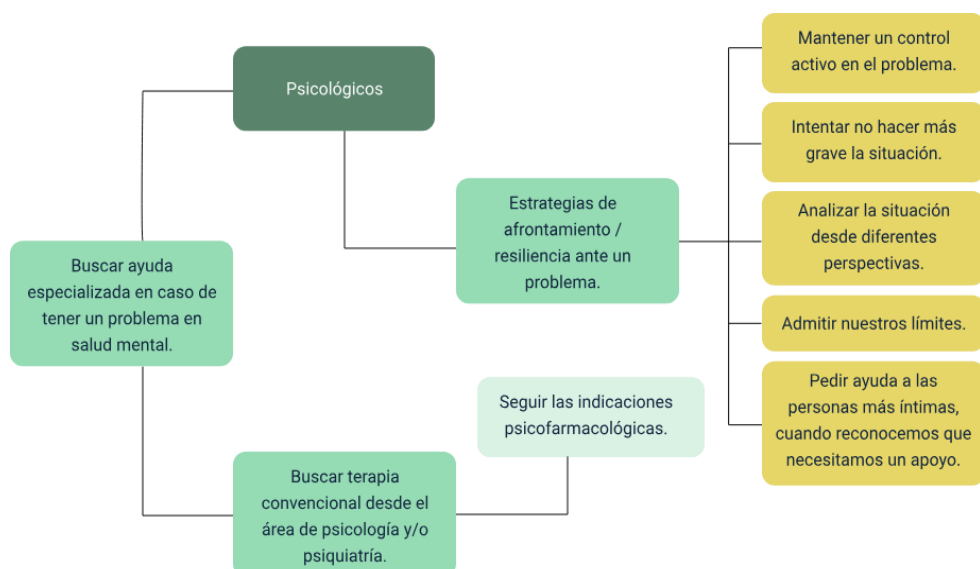 Psicológicos
Estrategias de
afrontamiento /
resiliencia ante un
problema.
Mantener un control
activo en el problema.
Intentar no hacer más
grave la situación.
Analizar la situación
desde diferentes
perspectivas.
Admitir nuestros límites.
Pedir ayuda a las
personas más íntimas,
cuando reconocemos que
necesitamos un apoyo.
Buscar ayuda
especializada en caso de
tener un problema en
salud mental.
Buscar terapia
convencional desde el
área de psicología y/o
psiquiatría.
Seguir las indicaciones
psicofarmacológicas.